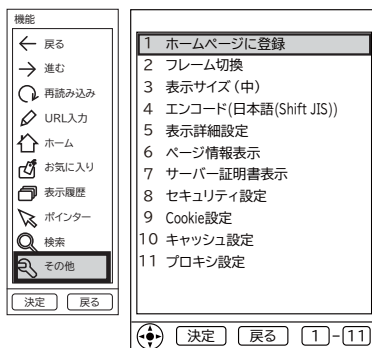 機能
戻る
進む
再読み込み
URL入力
ホーム
お気に入り
表示履歴
ポインター
検索
その他
決定 戻る
1 ホームページに登録
2 フレーム切換
3 表示サイズ（中）
4 エンコード(日本語(Shift JIS))
5 表示詳細設定
6 ページ情報表示
7 サーバー証明書表示
8 セキュリティ設定
9 Cookie設定
10 キャッシュ設定
11 プロキシ設定
決定 戻る 1-11